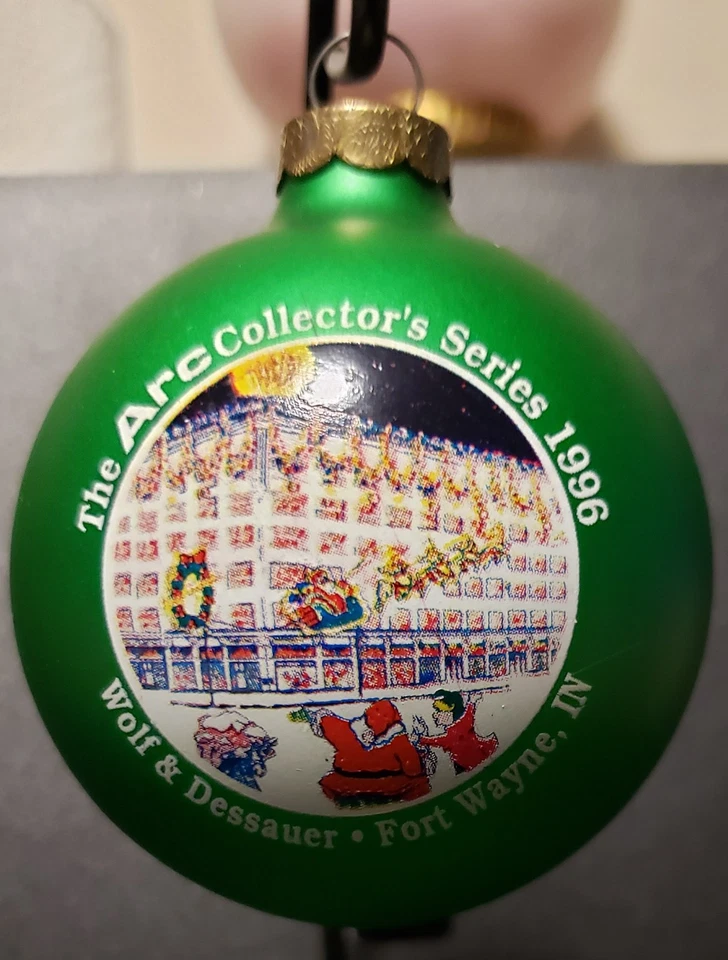 The Arc Collector's Series 1996
Wolf & Dessauer • Fort Wayne, IN